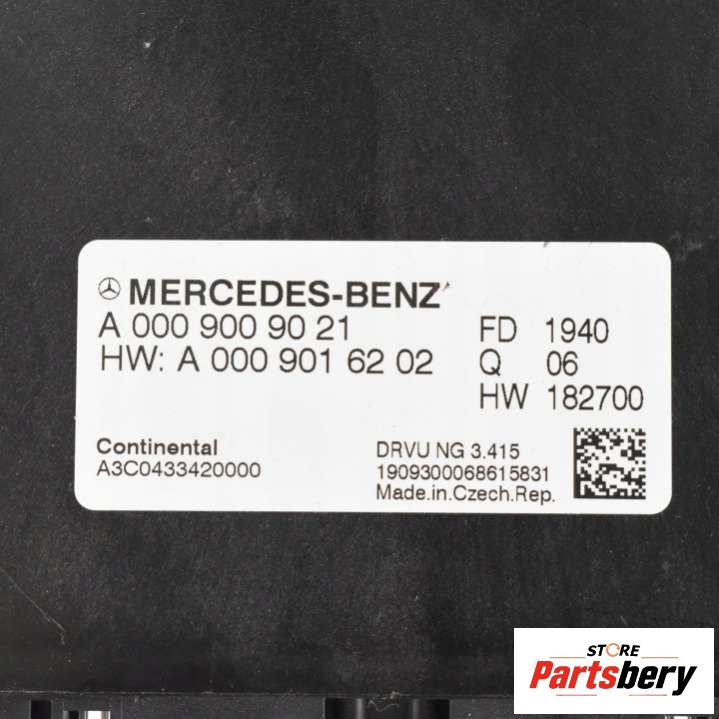 MERCEDES-BENZ
A 000 900 90 21 FD 1940
HW: A 000 901 62 02 Q 06
HW 182700
Continental DRVU NG 3.415
A3C0433420000 1909300068615831
Made.in.Czech.Rep.
STORE
Partsbery